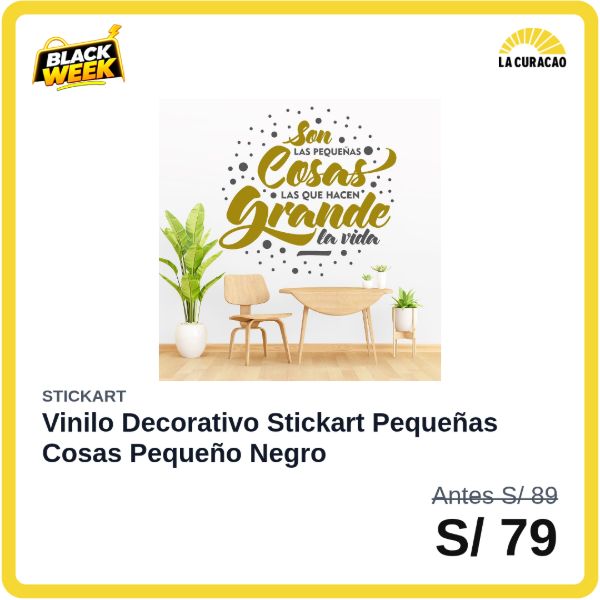 BLACK
WEEK
LA CURACAO
Son
LAS PEQUEÑAS
Cosas
LAS QUE HACEN
Grande
la vida
STICKART
Vinilo Decorativo Stickart Pequeñas
Cosas Pequeño Negro
Antes S/ 89
S/ 79